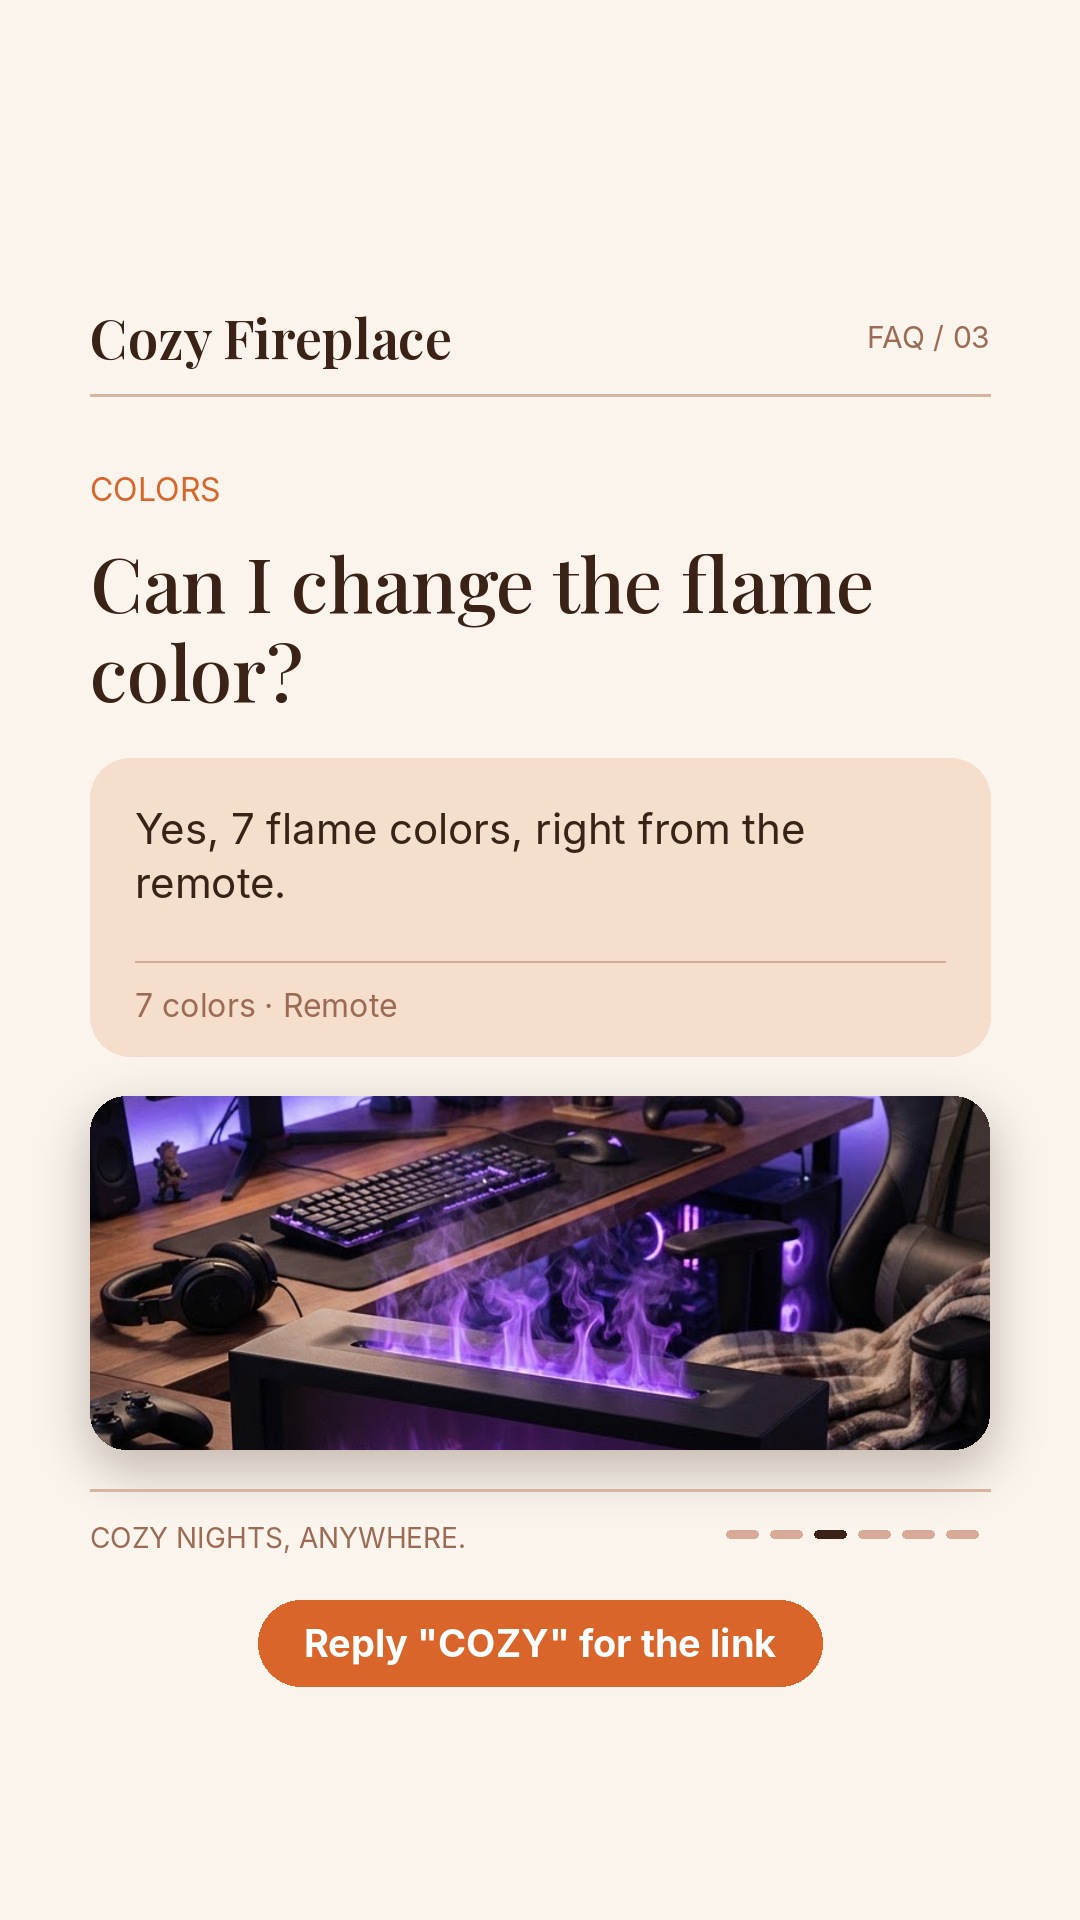 Cozy Fireplace
FAQ / 03
COLORS
Can I change the flame
color?
Yes, 7 flame colors, right from the
remote.
7 colors · Remote
COZY NIGHTS, ANYWHERE.
Reply "COZY" for the link